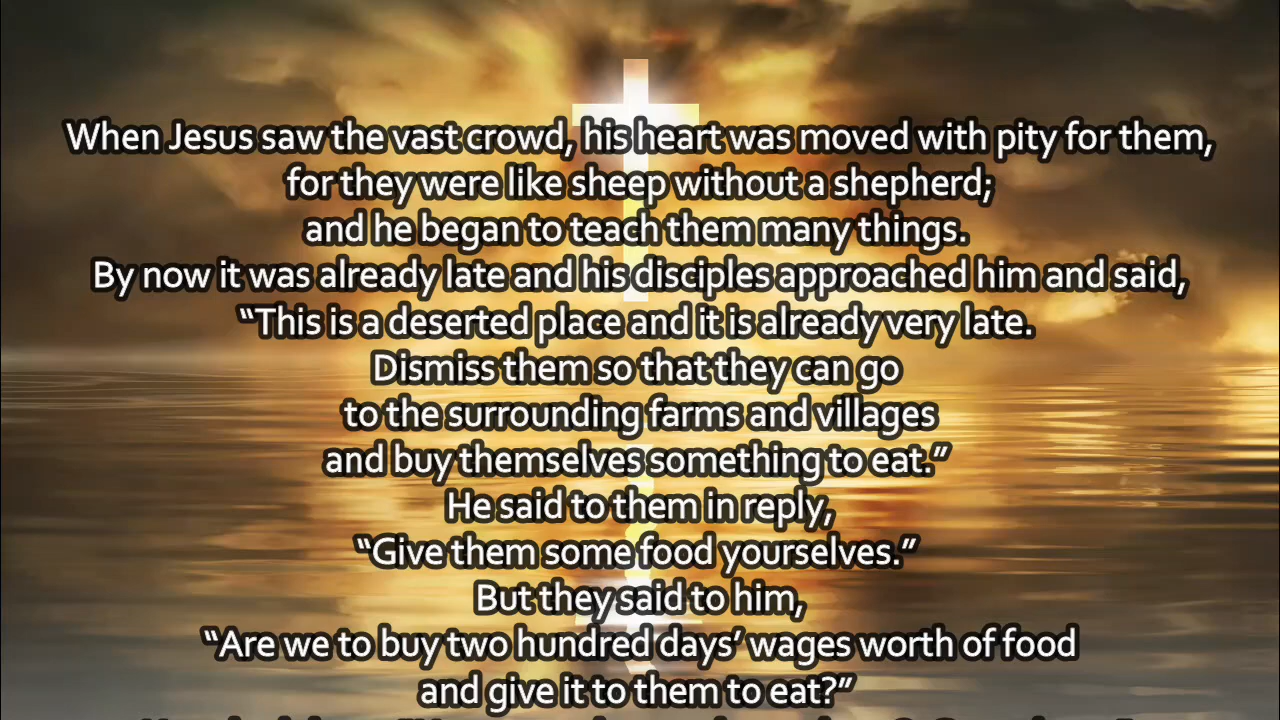 When Jesus saw the vast crowd, his heart was moved with pity for them,
for they were like sheep without a shepherd;
and he began to teach them many things.
By now it was already late and his disciples approached him and said,
“This is a deserted place and it is already very late.
Dismiss them so that they can go
to the surrounding farms and villages
and buy themselves something to eat.”
He said to them in reply,
“Give them some food yourselves.”
But they said to him,
“Are we to buy two hundred days’ wages worth of food
and give it to them to eat?”